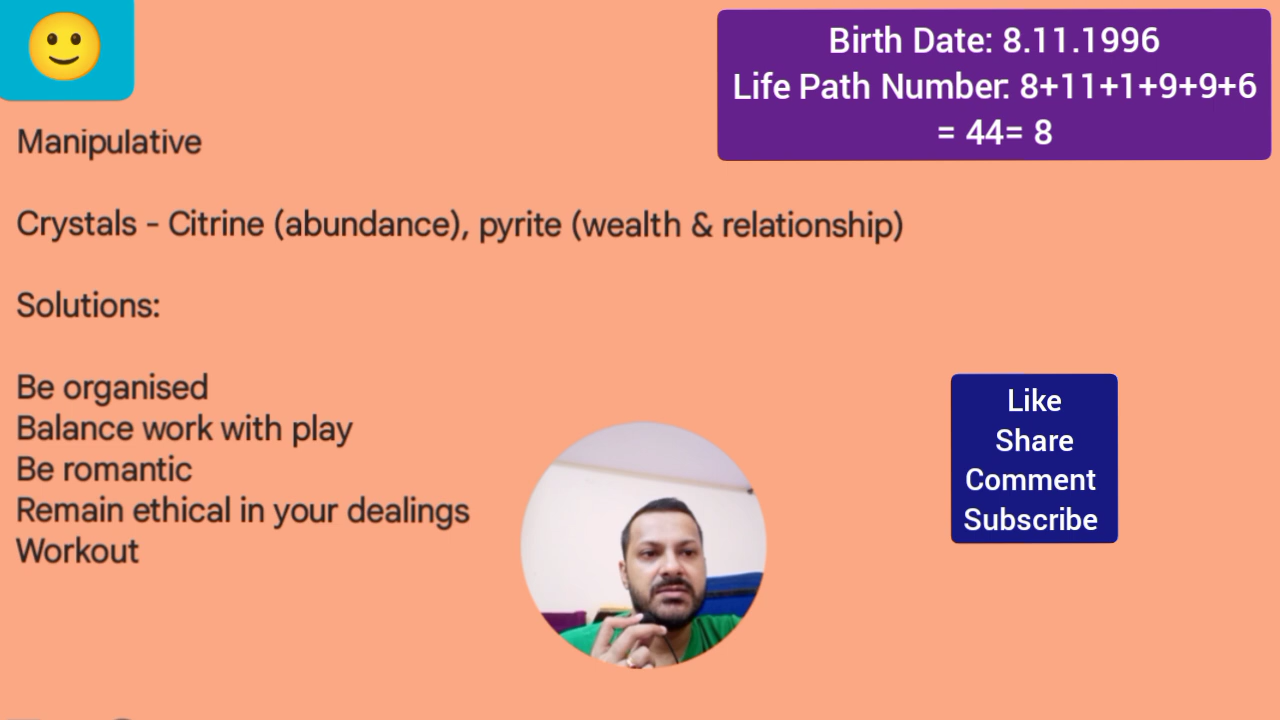 Birth Date: 8.11.1996
Life Path Number: 8+11+1+9+9+6
= 44= 8
Manipulative
Crystals - Citrine (abundance), pyrite (wealth & relationship)
Solutions:
Be organised
Balance work with play
Be romantic
Remain ethical in your dealings
Workout
Like
Share
Comment
Subscribe